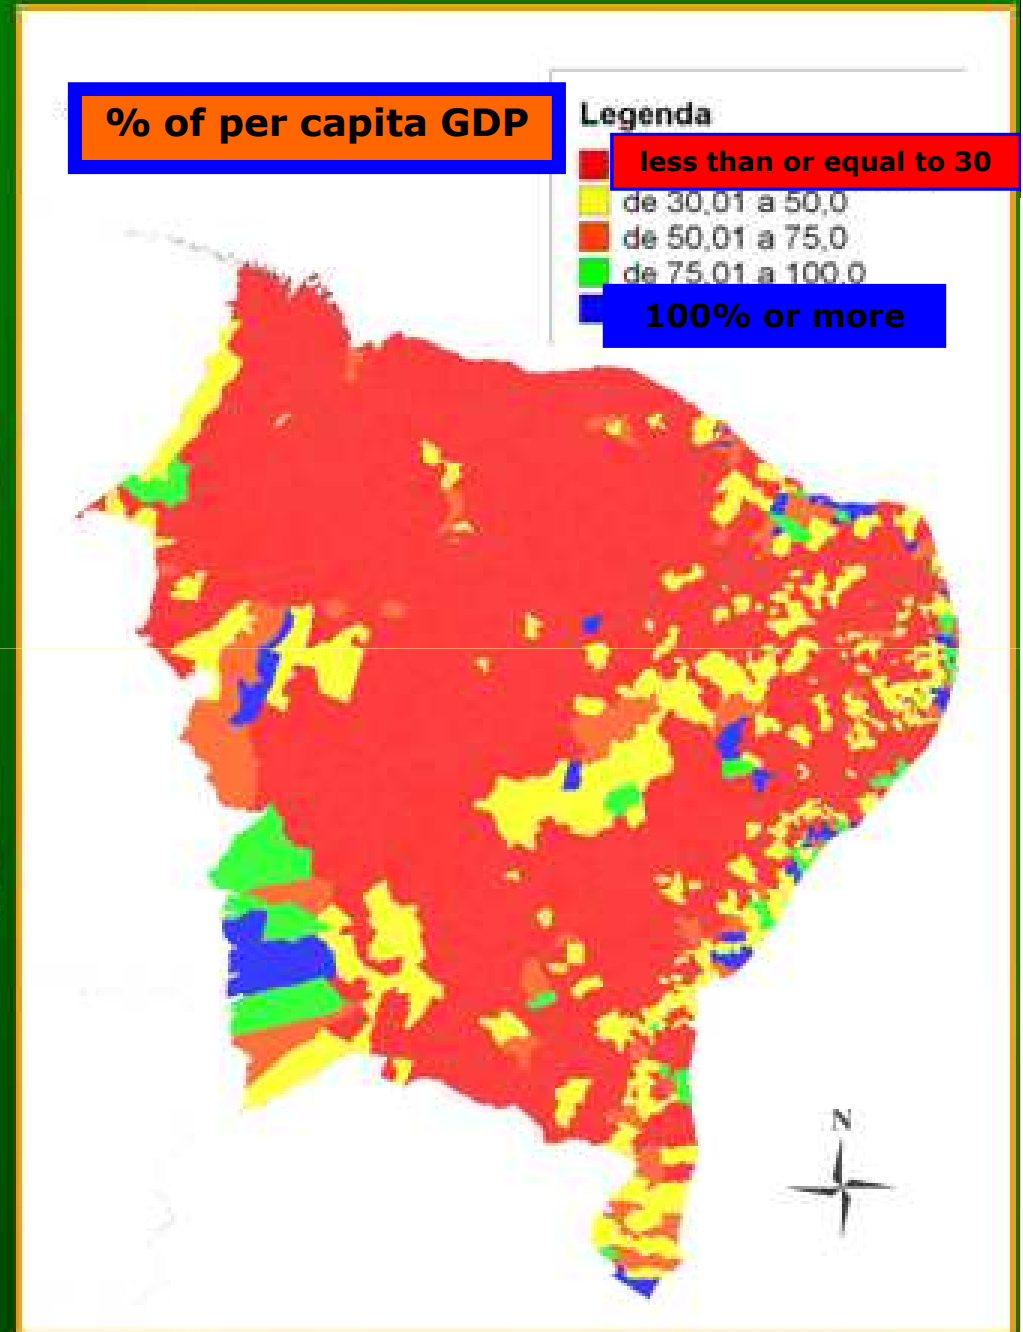 % of per capita GDP
Legenda
less than or equal to 30
de 30,01 a 50,0
de 50,01 a 75,0
de 75,01 a 100,0
100% or more
N